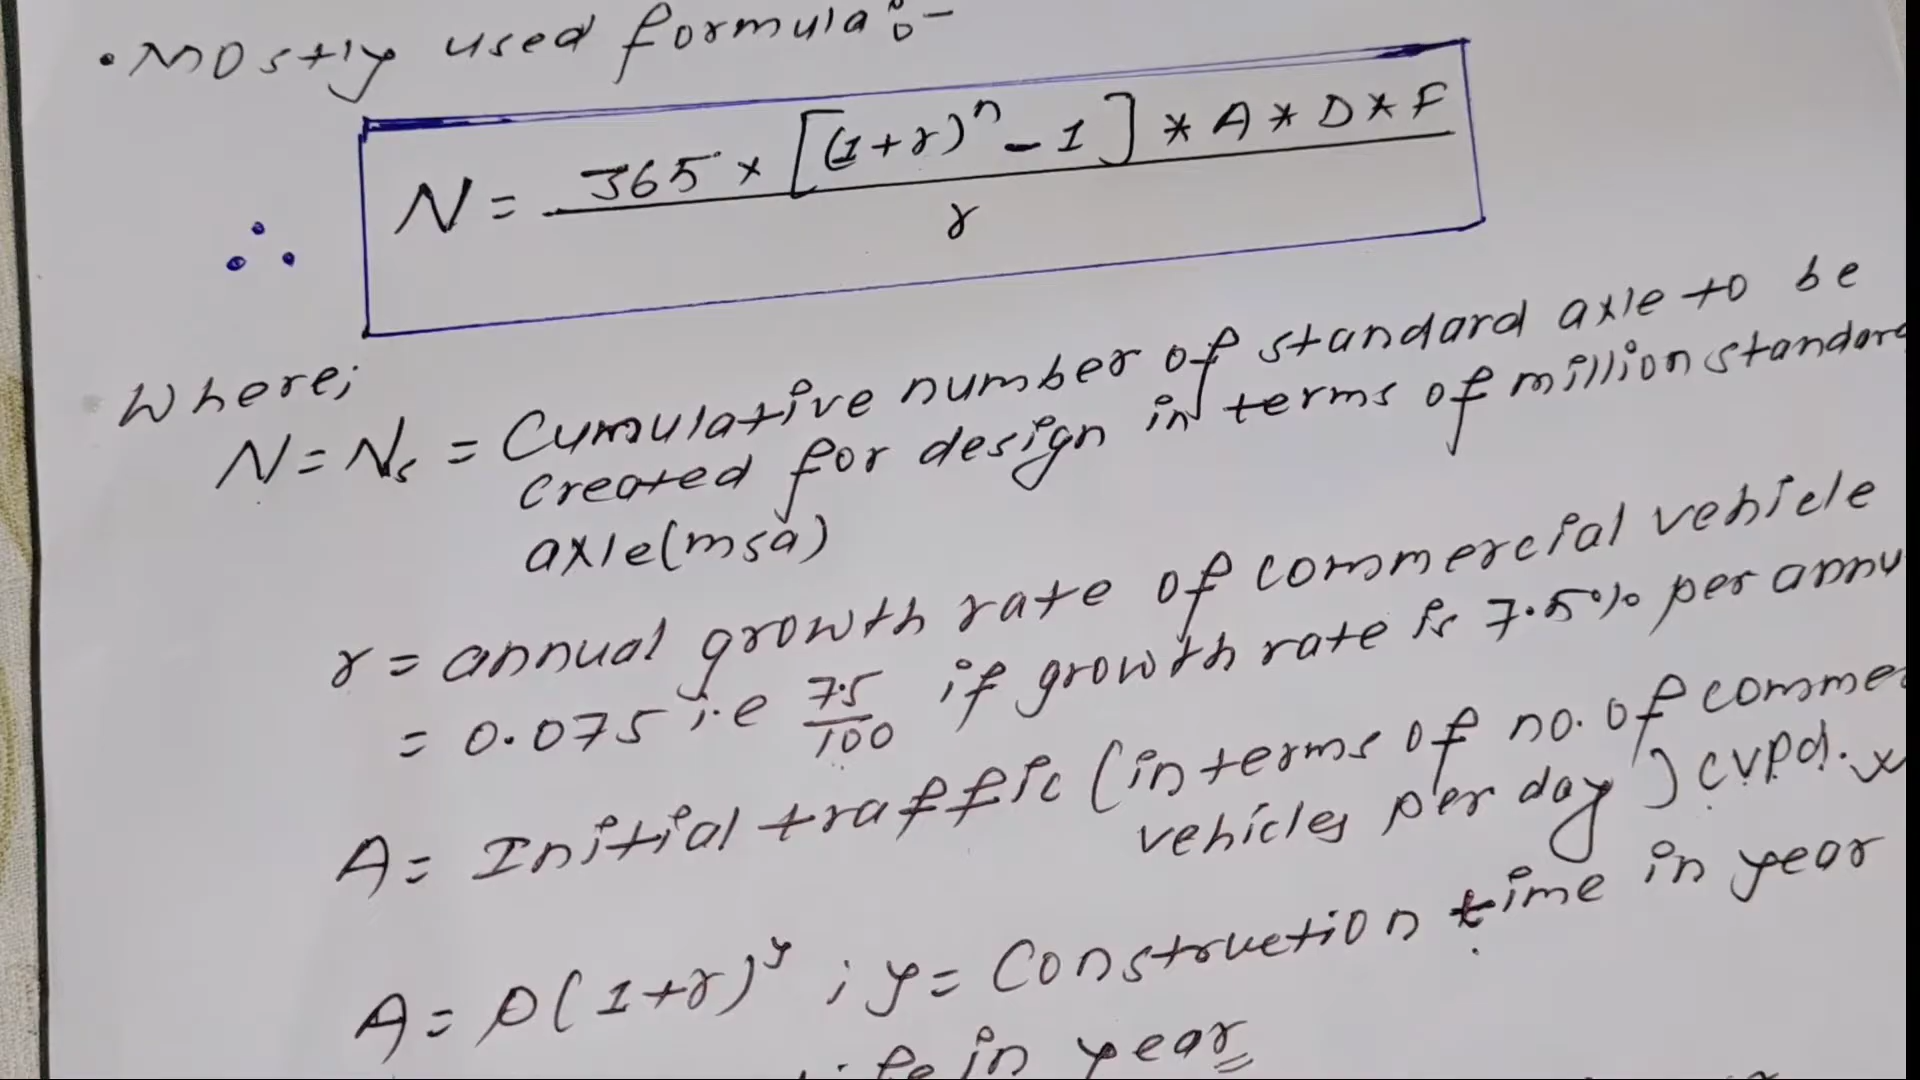 • Mostly used formula :-
∴ N = 365 × [(1+r)ⁿ - 1] * A * D * F
r
Where;
N = Ns = Cumulative number of standard axle to be
created for design in terms of million standard
axle(msa)
r = annual growth rate of commercial vehicle
= 0.075 i.e 7.5/100 if growth rate is 7.5% per annu
A = Initial traffic (in terms of no. of comme
vehicles per day) cvpd.
A = P(1+r)ʸ ; y = Construction time in year
in year